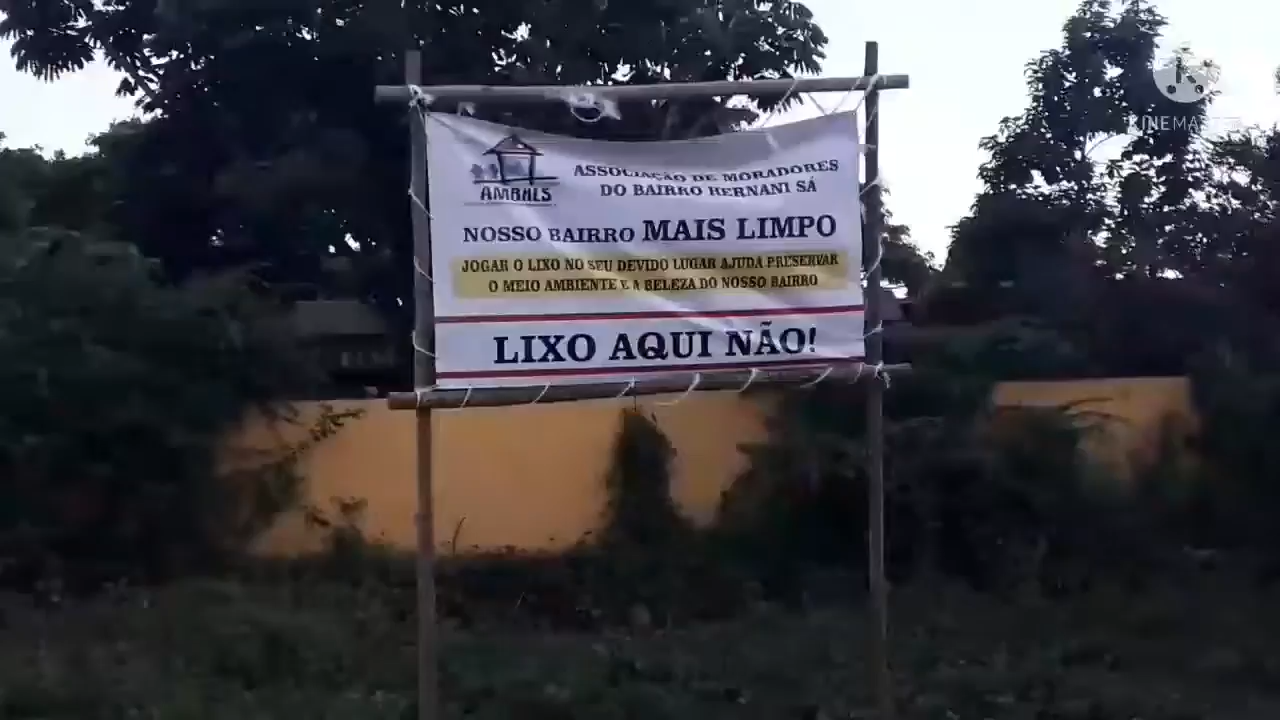 ASSOCIAÇÃO DE MORADORES
DO BAIRRO HERNANI SÁ
AMBHLS
NOSSO BAIRRO MAIS LIMPO
JOGAR O LIXO NO SEU DEVIDO LUGAR AJUDA PRESERVAR
O MEIO AMBIENTE E A BELEZA DO NOSSO BAIRRO
LIXO AQUI NÃO!
K
KINEMASTER